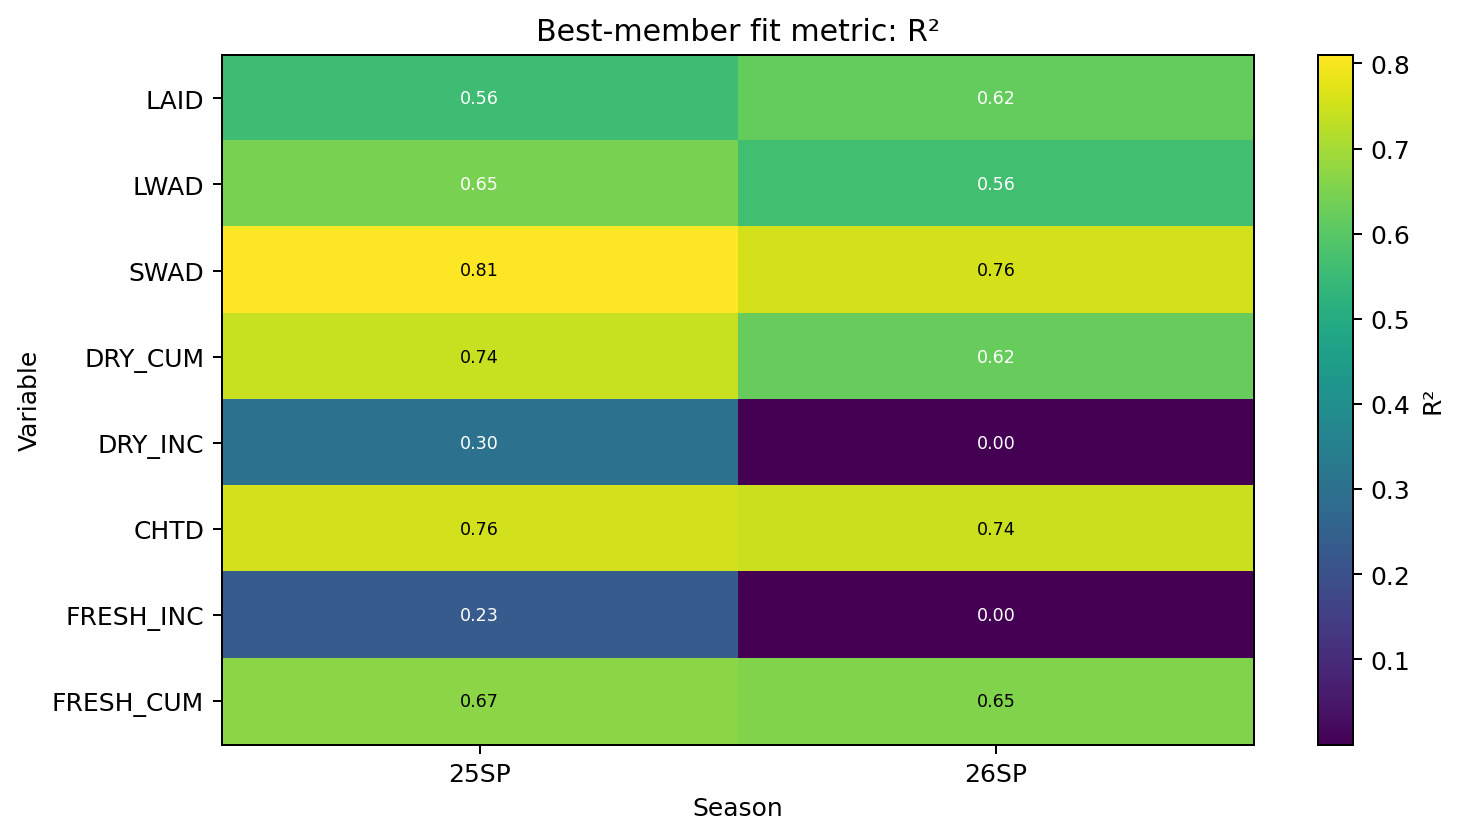 Best-member fit metric: R²
LAID 0.56 0.62
LWAD 0.65 0.56
SWAD 0.81 0.76
DRY_CUM 0.74 0.62
DRY_INC 0.30 0.00
CHTD 0.76 0.74
FRESH_INC 0.23 0.00
FRESH_CUM 0.67 0.65
25SP 26SP
Season
Variable
0.8
0.7
0.6
0.5
0.4
0.3
0.2
0.1
R²